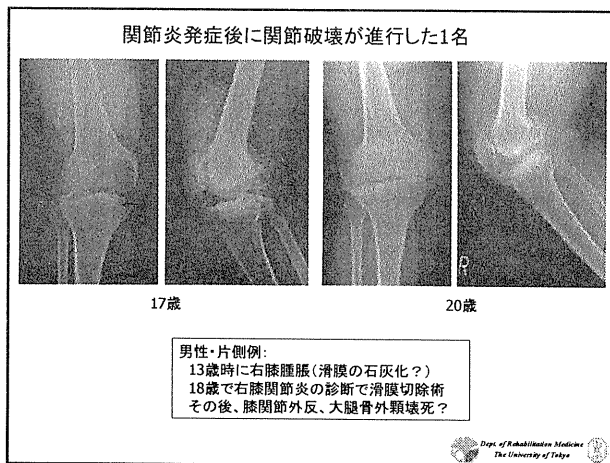 関節炎発症後に関節破壊が進行した1名
R
17歳
20歳
男性・片側例:
13歳時に右膝腫脹(滑膜の石灰化?)
18歳で右膝関節炎の診断で滑膜切除術
その後、膝関節外反、大腿骨外顆壊死?
Dept. of Rehabilitation Medicine
The University of Tokyo